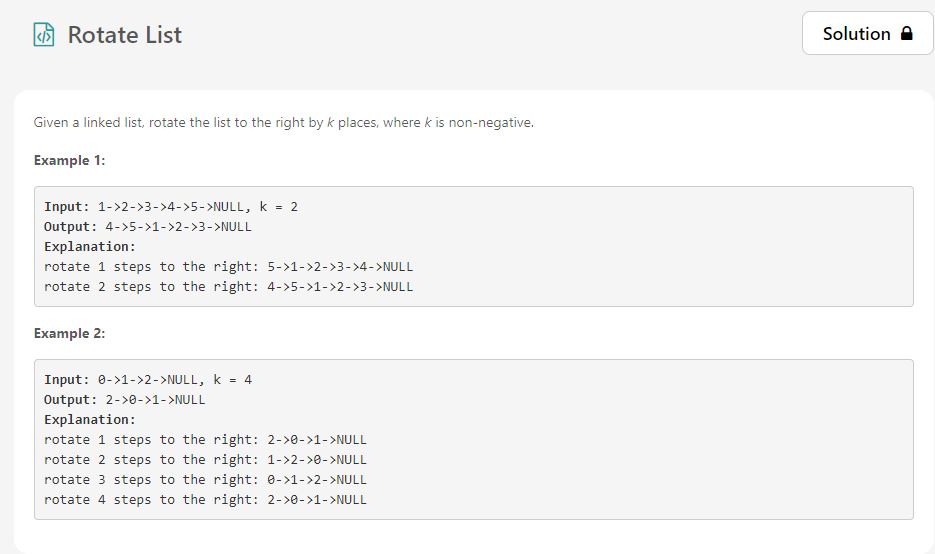 Rotate List
Solution
Given a linked list, rotate the list to the right by k places, where k is non-negative.
Example 1:
Input: 1->2->3->4->5->NULL, k = 2
Output: 4->5->1->2->3->NULL
Explanation:
rotate 1 steps to the right: 5->1->2->3->4->NULL
rotate 2 steps to the right: 4->5->1->2->3->NULL
Example 2:
Input: 0->1->2->NULL, k = 4
Output: 2->0->1->NULL
Explanation:
rotate 1 steps to the right: 2->0->1->NULL
rotate 2 steps to the right: 1->2->0->NULL
rotate 3 steps to the right: 0->1->2->NULL
rotate 4 steps to the right: 2->0->1->NULL